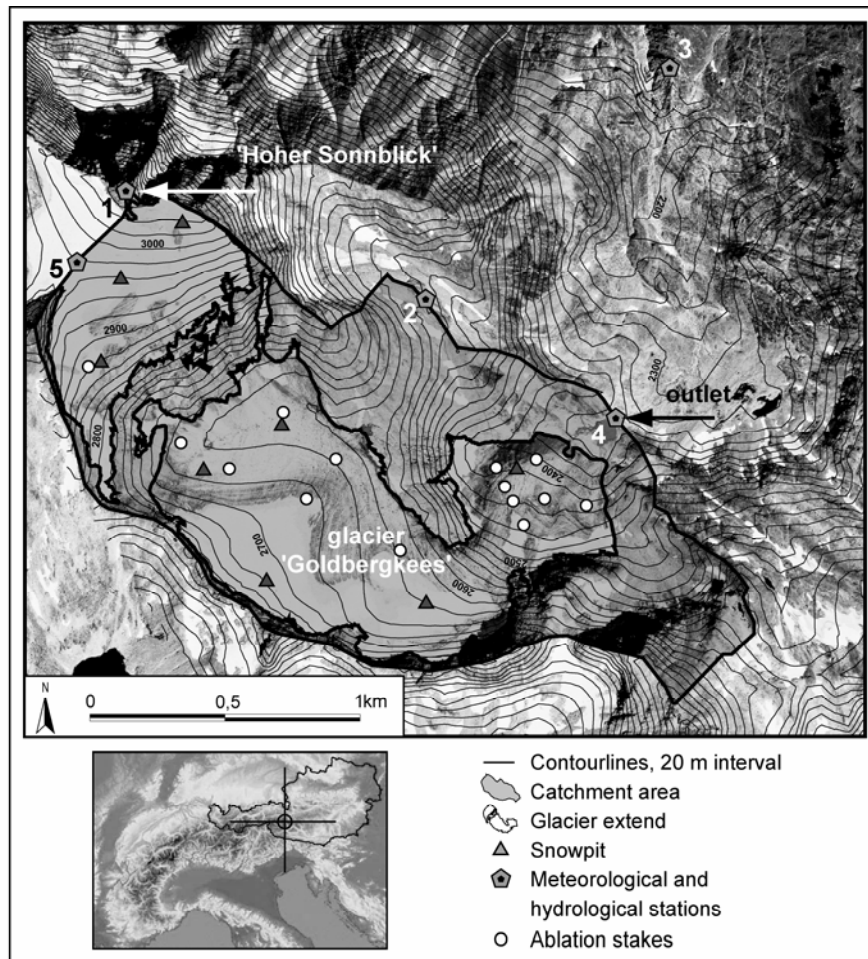 3
'Hoher Sonnblick'
1
2300
3000
5
2
2900
2300
outlet
4
2800
2400
glacier
'Goldbergkees'
2700
2500
2600
N
0 0,5 1km
Contourlines, 20 m interval
Catchment area
Glacier extend
Snowpit
Meteorological and
hydrological stations
Ablation stakes